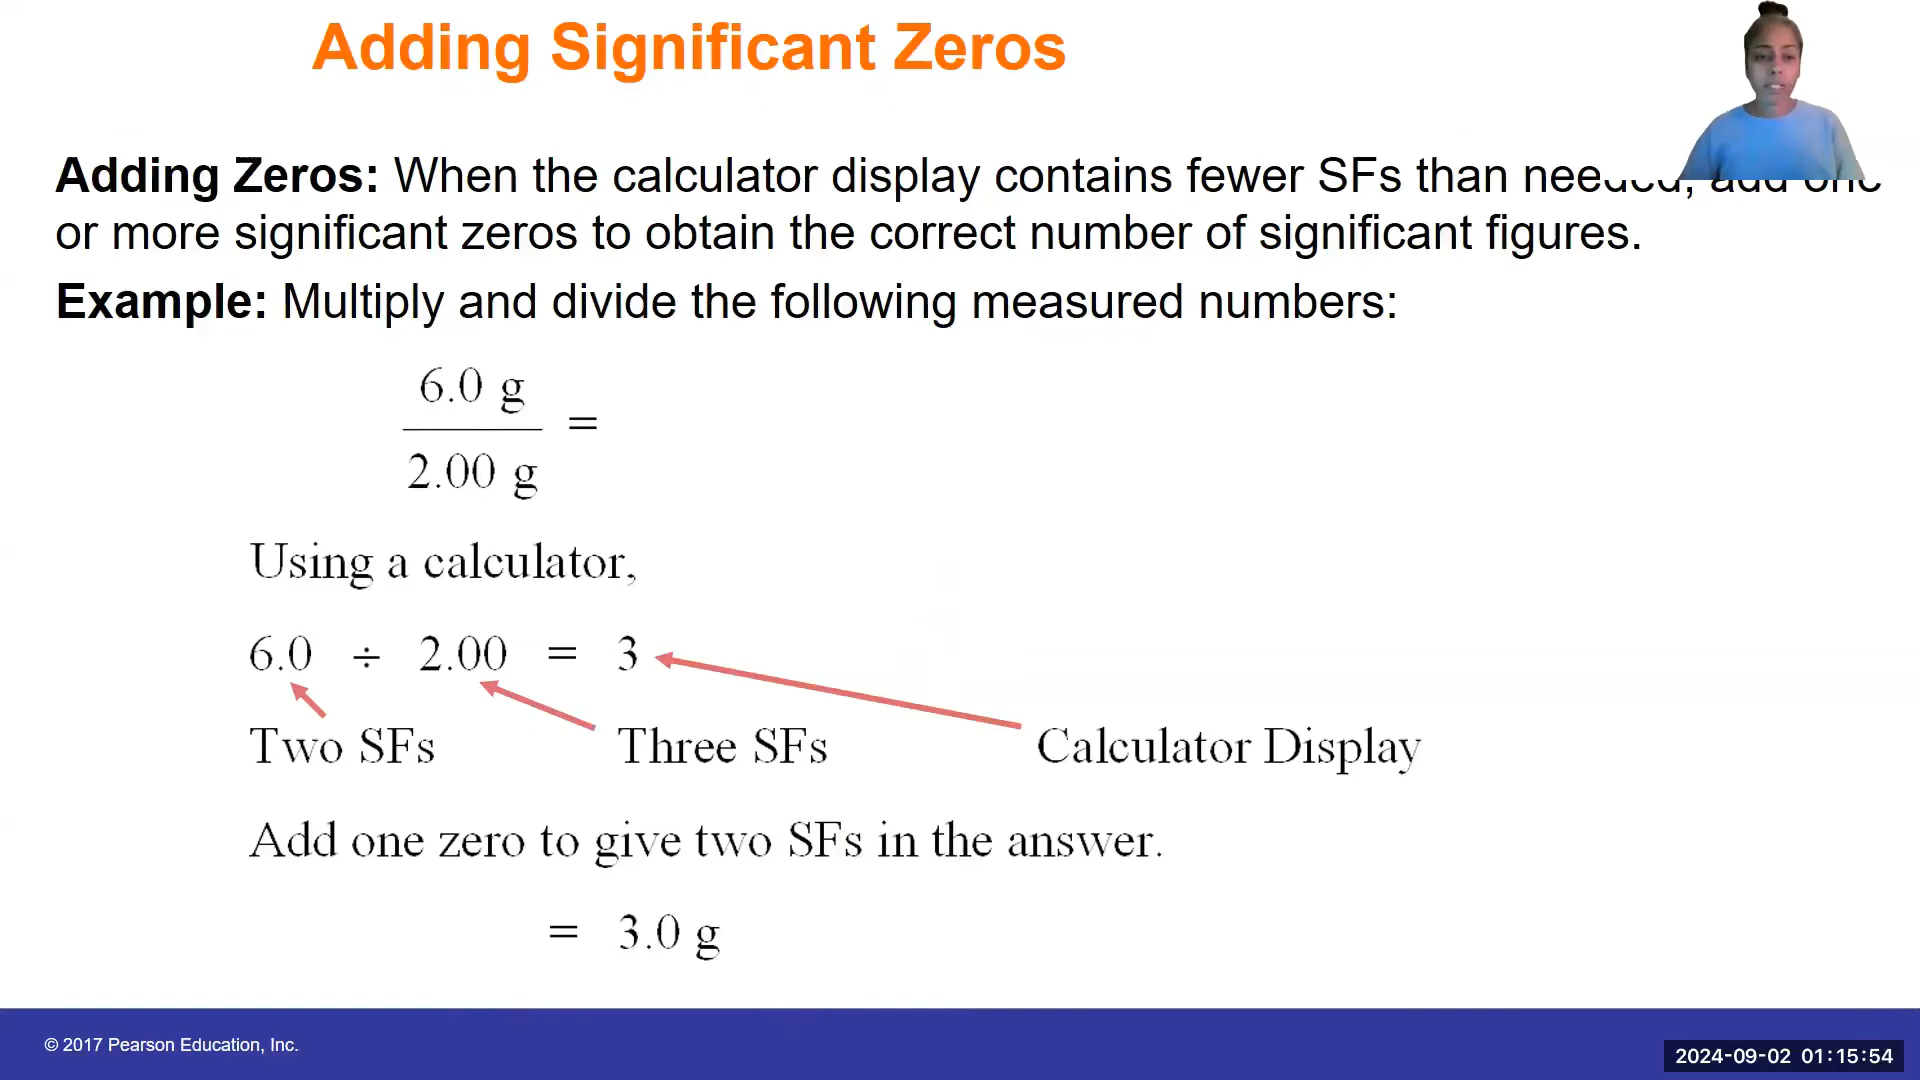 Adding Significant Zeros
Adding Zeros: When the calculator display contains fewer SFs than needed, add one
or more significant zeros to obtain the correct number of significant figures.
Example: Multiply and divide the following measured numbers:
6.0 g
=
2.00 g
Using a calculator,
6.0 ÷ 2.00 = 3
Two SFs Three SFs Calculator Display
Add one zero to give two SFs in the answer.
= 3.0 g
© 2017 Pearson Education, Inc.
2024-09-02 01:15:54